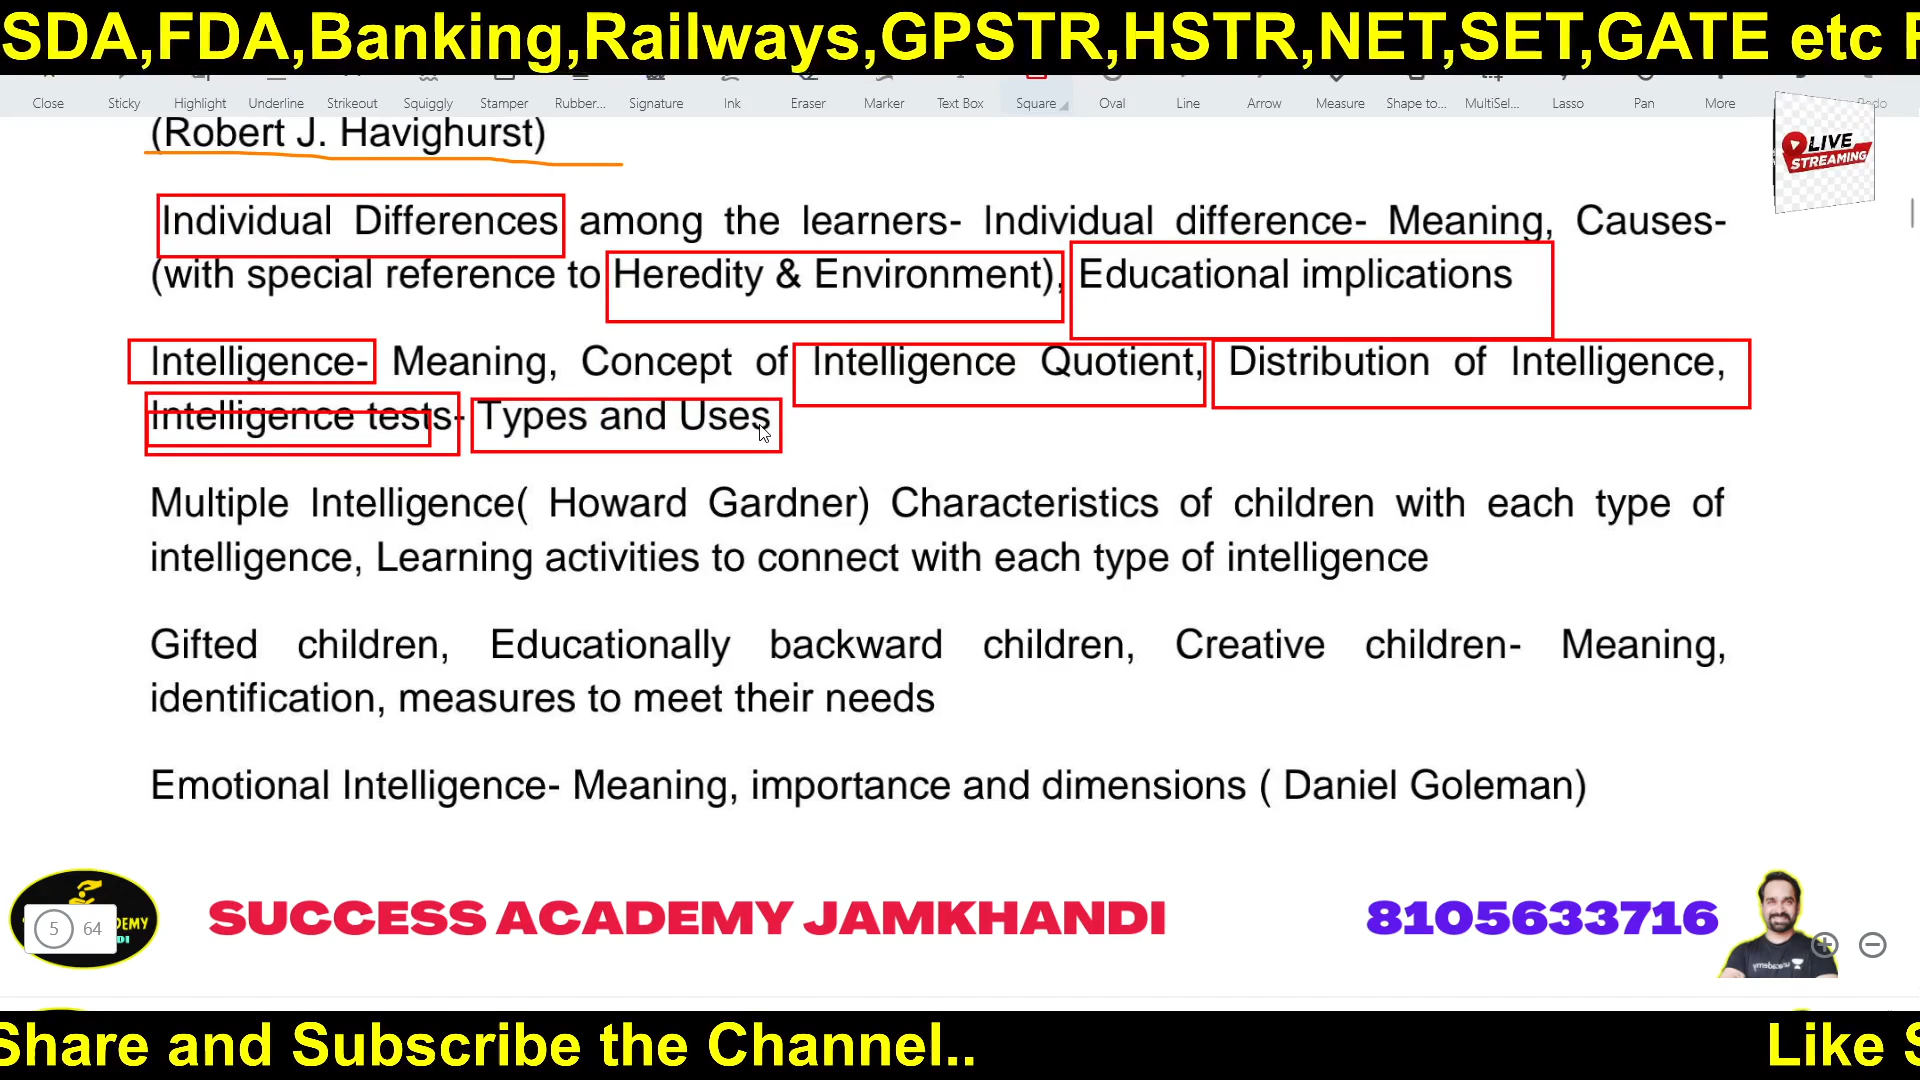 SDA,FDA,Banking,Railways,GPSTR,HSTR,NET,SET,GATE etc
Close Sticky Highlight Underline Strikeout Squiggly Stamper Rubber... Signature Ink Eraser Marker Text Box Square Oval Line Arrow Measure Shape to... MultiSel... Lasso Pan More Redo
(Robert J. Havighurst)
LIVE
STREAMING
Individual Differences among the learners- Individual difference- Meaning, Causes-
(with special reference to Heredity & Environment), Educational implications
Intelligence- Meaning, Concept of Intelligence Quotient, Distribution of Intelligence,
Intelligence tests- Types and Uses
Multiple Intelligence( Howard Gardner) Characteristics of children with each type of
intelligence, Learning activities to connect with each type of intelligence
Gifted children, Educationally backward children, Creative children- Meaning,
identification, measures to meet their needs
Emotional Intelligence- Meaning, importance and dimensions ( Daniel Goleman)
5 64
SUCCESS ACADEMY JAMKHANDI 8105633716
Share and Subscribe the Channel.. Like